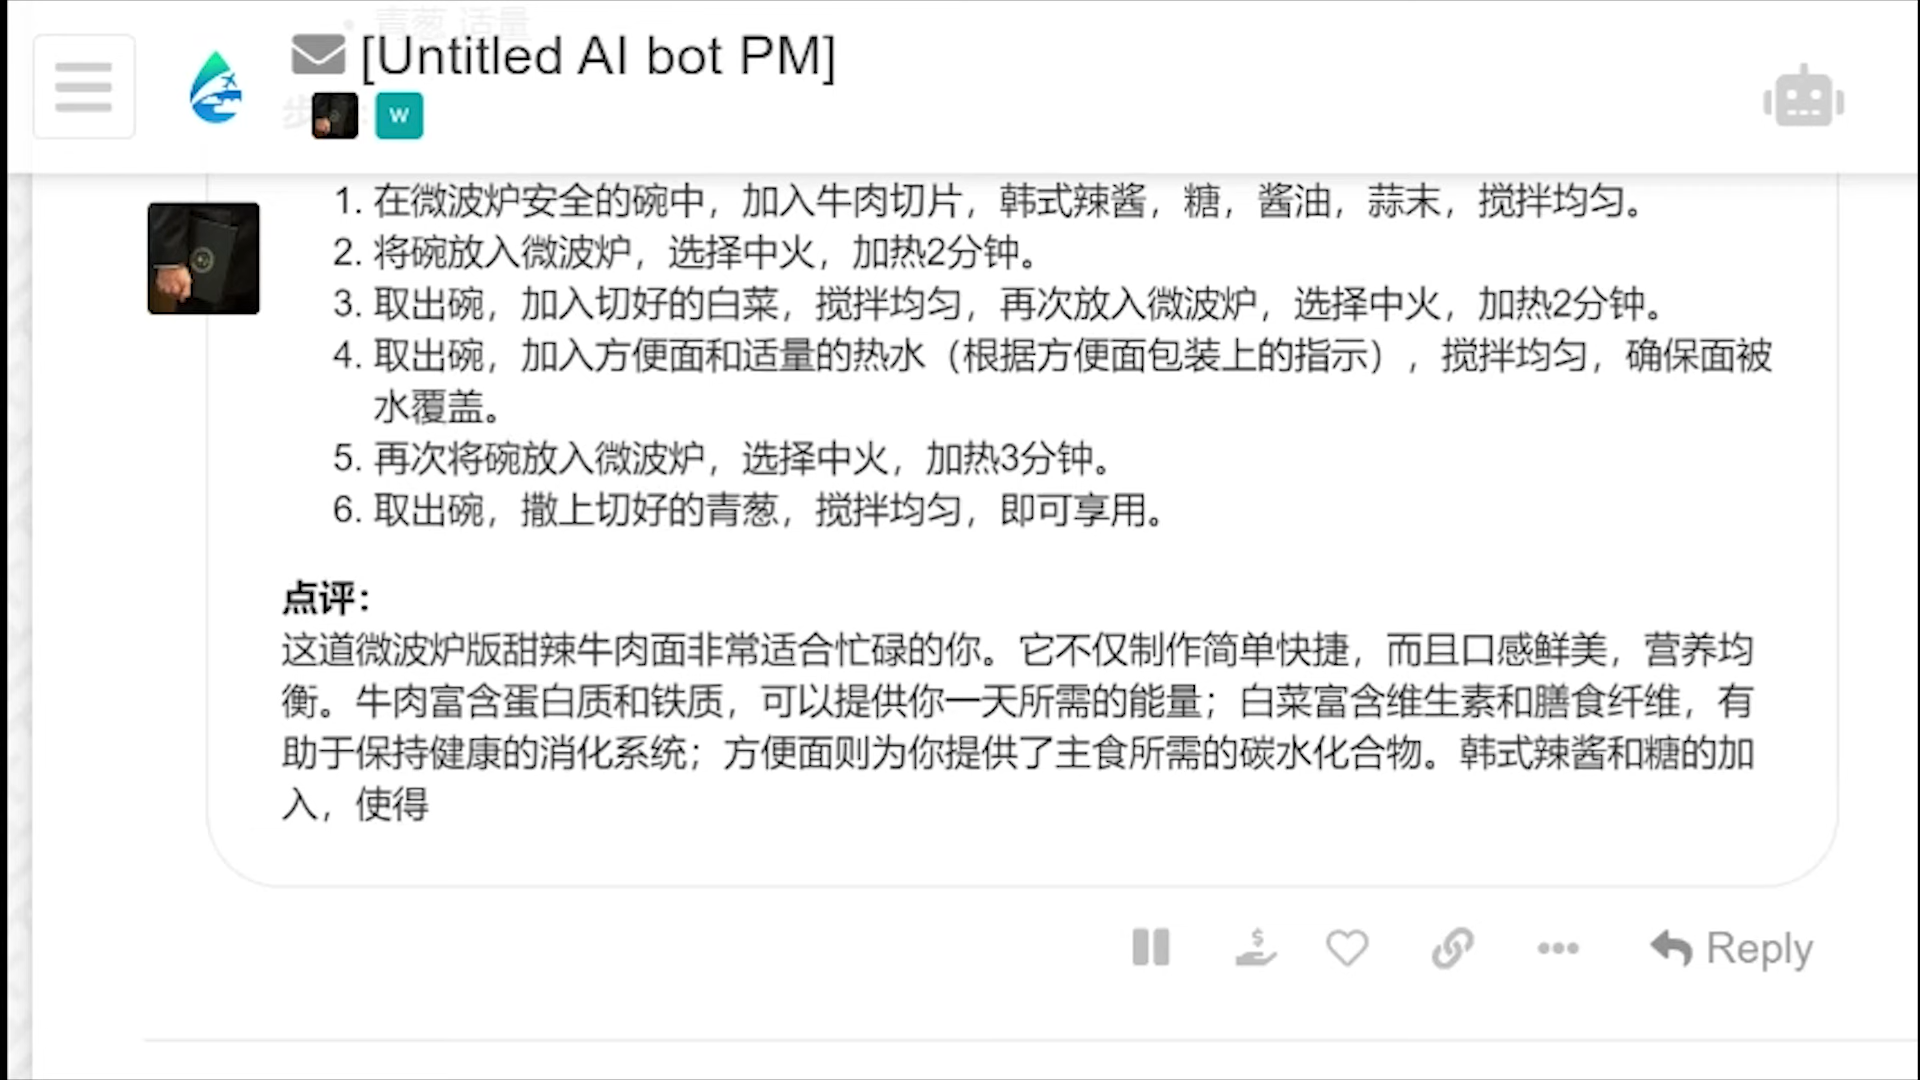 青葱 适量
[Untitled AI bot PM]
步
W
1. 在微波炉安全的碗中，加入牛肉切片，韩式辣酱，糖，酱油，蒜末，搅拌均匀。
2. 将碗放入微波炉，选择中火，加热2分钟。
3. 取出碗，加入切好的白菜，搅拌均匀，再次放入微波炉，选择中火，加热2分钟。
4. 取出碗，加入方便面和适量的热水（根据方便面包装上的指示），搅拌均匀，确保面被
水覆盖。
5. 再次将碗放入微波炉，选择中火，加热3分钟。
6. 取出碗，撒上切好的青葱，搅拌均匀，即可享用。
点评：
这道微波炉版甜辣牛肉面非常适合忙碌的你。它不仅制作简单快捷，而且口感鲜美，营养均
衡。牛肉富含蛋白质和铁质，可以提供你一天所需的能量；白菜富含维生素和膳食纤维，有
助于保持健康的消化系统；方便面则为你提供了主食所需的碳水化合物。韩式辣酱和糖的加
入，使得
Reply